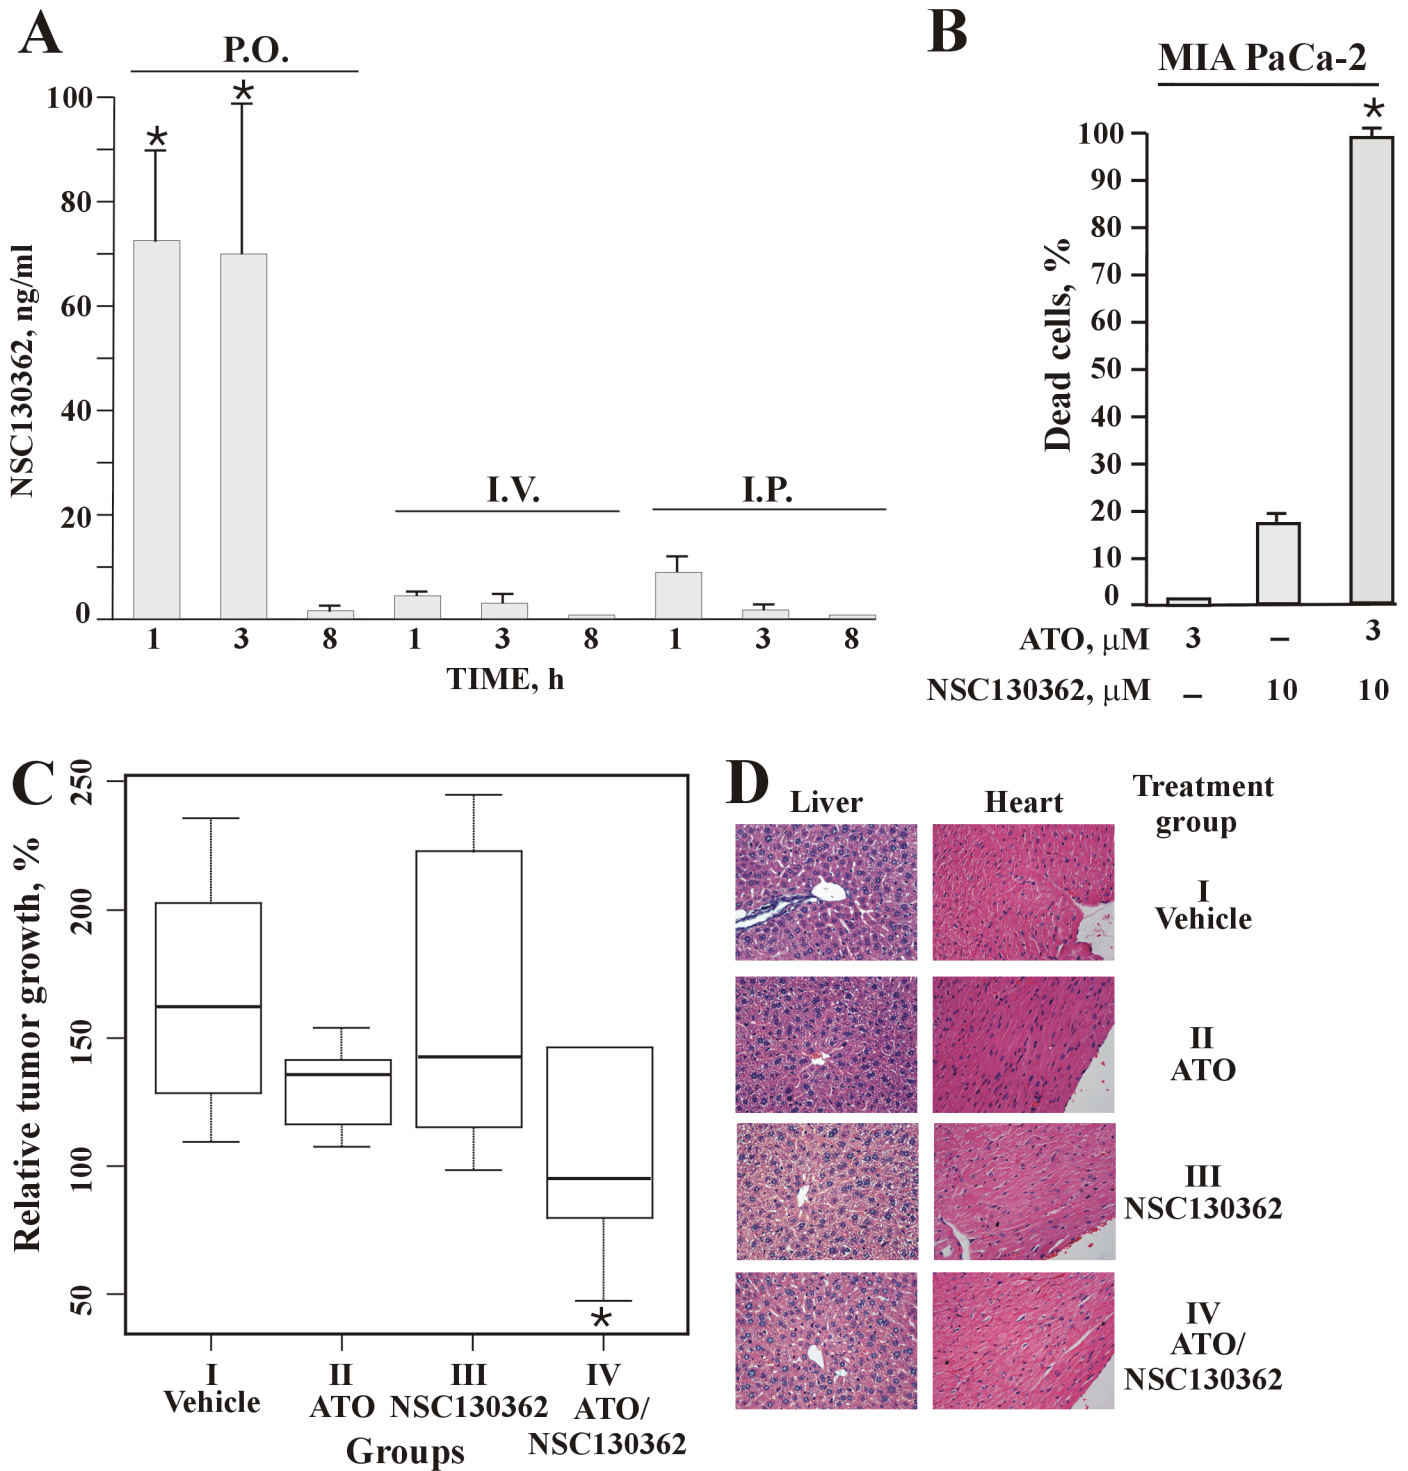 A
P.O.
*
*
100
80
60
40
20
0
NSC130362, ng/ml
I.V.
I.P.
1 3 8 1 3 8 1 3 8
TIME, h
B
MIA PaCa-2
*
100
90
80
70
60
50
40
30
20
10
0
Dead cells, %
ATO, μM 3 – 3
NSC130362, μM – 10 10
C
250
200
150
100
50
Relative tumor growth, %
*
I II III IV
Vehicle ATO NSC130362 ATO/
NSC130362
Groups
D
Liver Heart Treatment
group
I
Vehicle
II
ATO
III
NSC130362
IV
ATO/
NSC130362